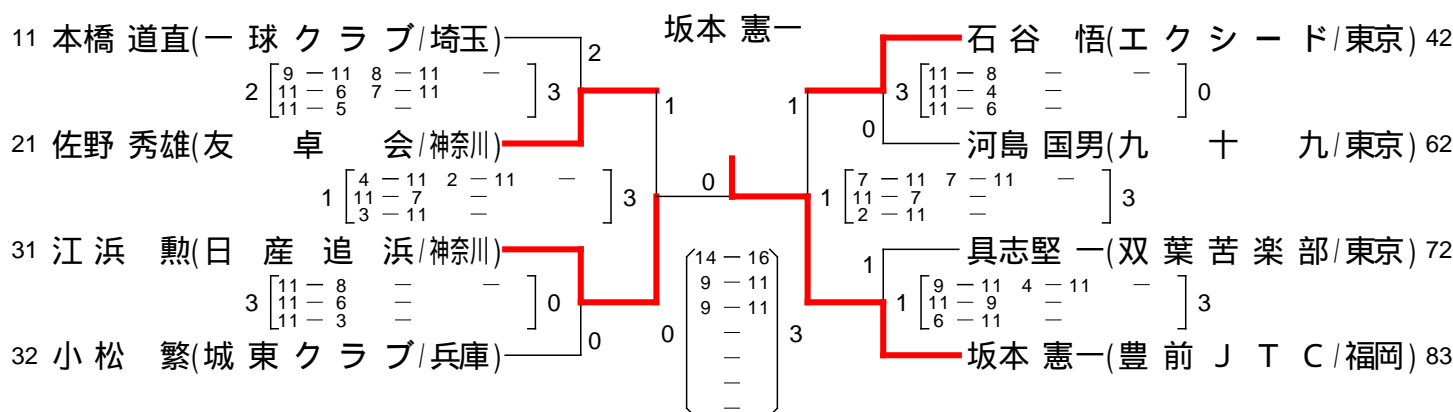 坂本 憲一
11 本橋 道直(一 球 ク ラ ブ/埼玉)
2
2 [ 9 － 11 8 － 11 － ] 3
11 － 6 7 － 11
11 － 5 －
21 佐野 秀雄(友 卓 会/神奈川)
1
1 [ 4 － 11 2 － 11 － ] 3
11 － 7 －
3 － 11 －
31 江 浜 勲(日 産 追 浜/神奈川)
3 [ 11 － 8 － － ] 0
11 － 6 －
11 － 3 －
32 小 松 繁(城 東 ク ラ ブ/兵庫)
0
0
14 － 16
9 － 11
9 － 11
－
－
－
－
0 3
石 谷 悟(エ ク シ ー ド/東京) 42
1
3 [ 11 － 8 － － ] 0
11 － 4 －
11 － 6 －
0
河島 国男(九 十 九/東京) 62
1 [ 7 － 11 7 － 11 － ] 3
11 － 7 －
2 － 11 －
具志堅 一(双 葉 苦 楽 部/東京) 72
1
1 [ 9 － 11 4 － 11 － ] 3
11 － 9 －
6 － 11 －
坂本 憲一(豊 前 Ｊ Ｔ Ｃ/福岡) 83